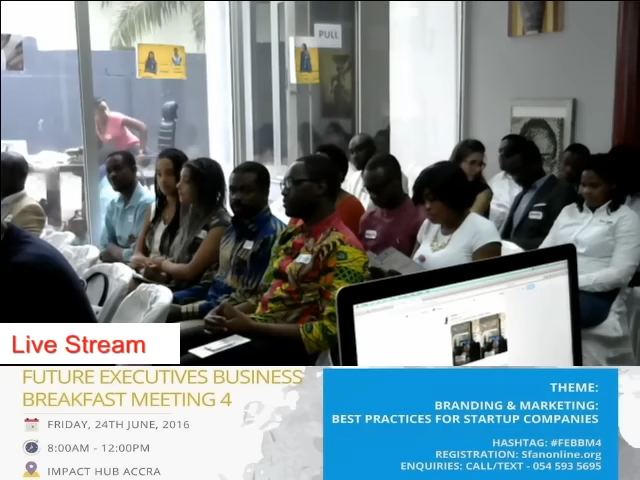 PULL
Live Stream
FUTURE EXECUTIVES BUSINESS
BREAKFAST MEETING 4
FRIDAY, 24TH JUNE, 2016
8:00AM - 12:00PM
IMPACT HUB ACCRA
THEME:
BRANDING & MARKETING:
BEST PRACTICES FOR STARTUP COMPANIES
HASHTAG: #FEBBM4
REGISTRATION: Sfanonline.org
ENQUIRIES: CALL/TEXT - 054 593 5695